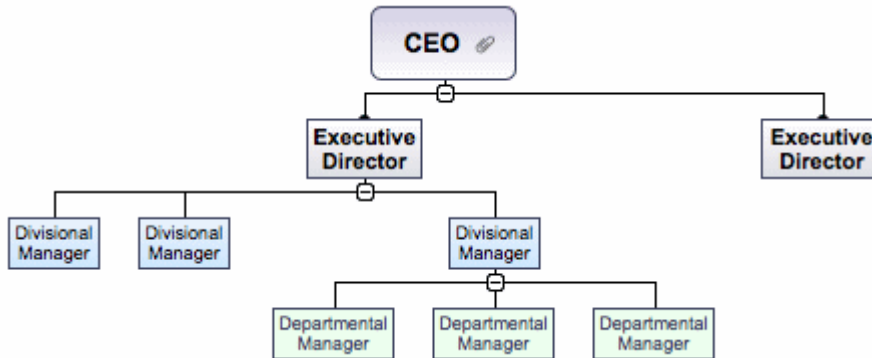 CEO
Executive
Director
Executive
Director
Divisional
Manager
Divisional
Manager
Divisional
Manager
Departmental
Manager
Departmental
Manager
Departmental
Manager